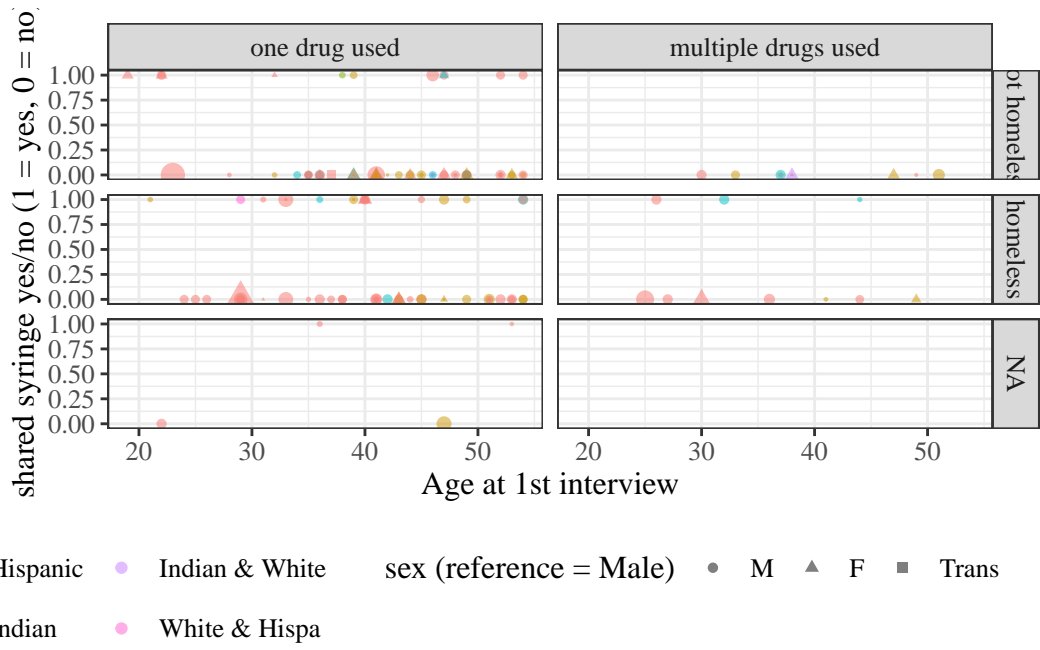 one drug used
multiple drugs used
shared syringe yes/no (1 = yes, 0 = no)
1.00
0.75
0.50
0.25
0.00
ot homeles
1.00
0.75
0.50
0.25
0.00
homeless
1.00
0.75
0.50
0.25
0.00
NA
20 30 40 50
20 30 40 50
Age at 1st interview
Hispanic
Indian & White
sex (reference = Male)
M
F
Trans
ndian
White & Hispa